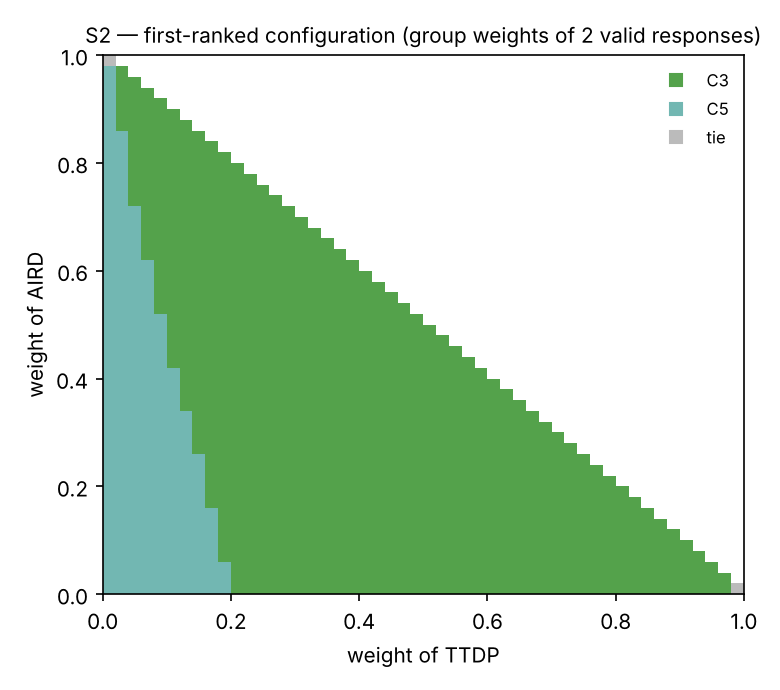 S2 — first-ranked configuration (group weights of 2 valid responses)
C3
C5
tie
weight of AIRD
1.0
0.8
0.6
0.4
0.2
0.0
0.0 0.2 0.4 0.6 0.8 1.0
weight of TTDP